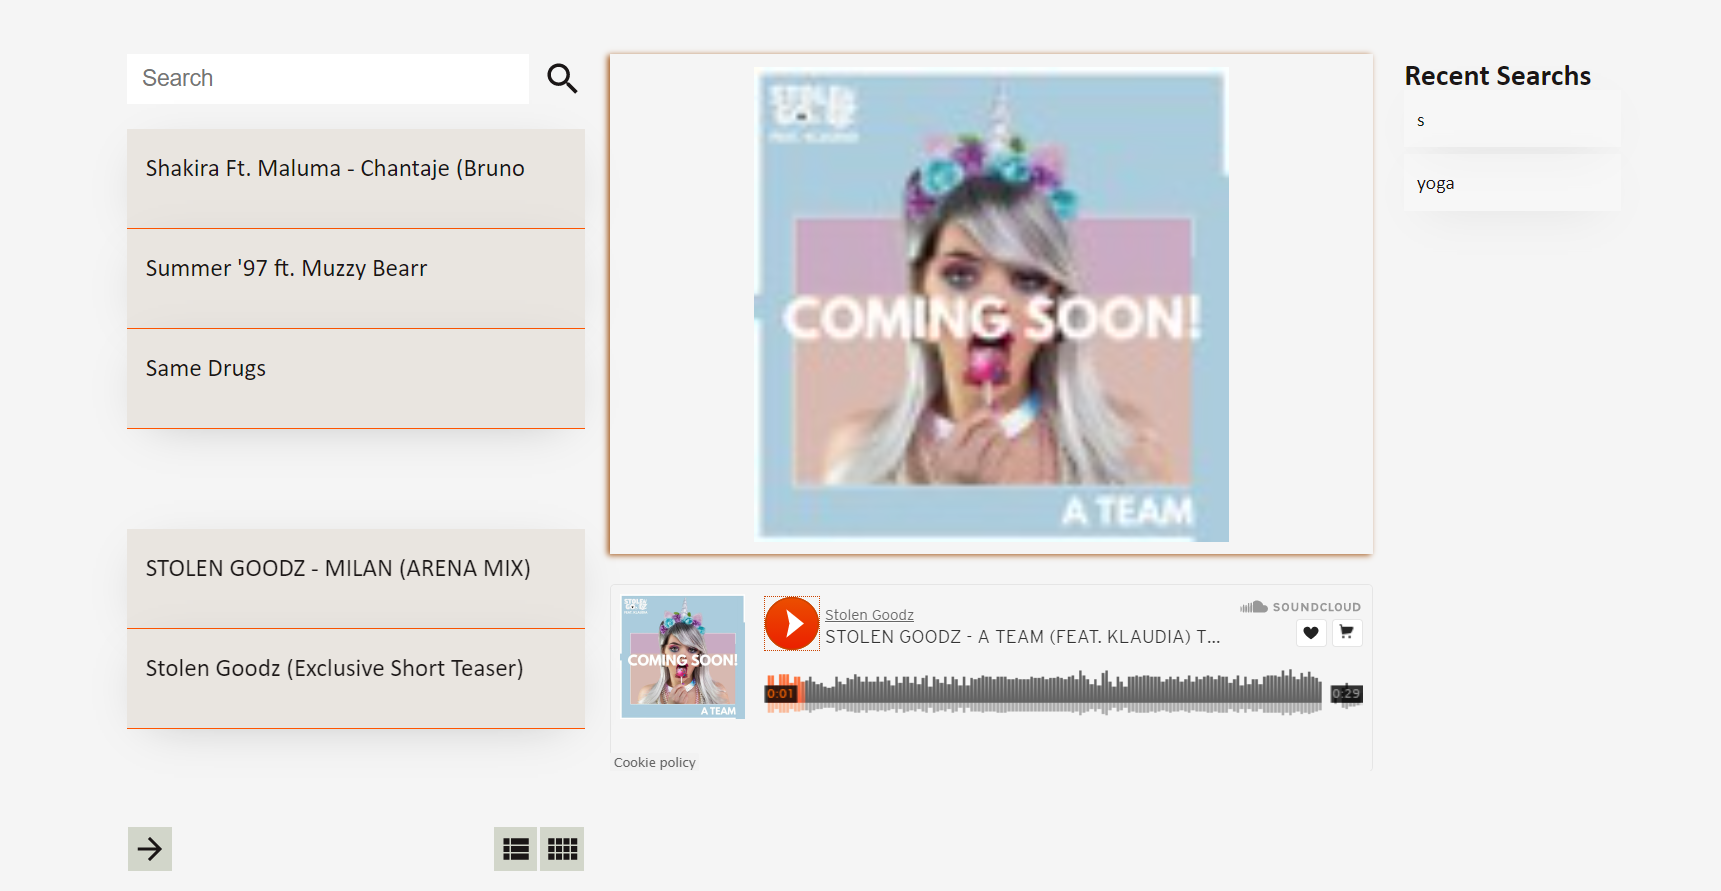 Search
Shakira Ft. Maluma - Chantaje (Bruno
Summer '97 ft. Muzzy Bearr
Same Drugs
STOLEN GOODZ - MILAN (ARENA MIX)
Stolen Goodz (Exclusive Short Teaser)
STOLEN
COMING SOON!
A TEAM
COMING SOON!
A TEAM
Stolen Goodz
STOLEN GOODZ - A TEAM (FEAT. KLAUDIA) T...
SOUNDCLOUD
0:01
0:29
Cookie policy
Recent Searchs
s
yoga